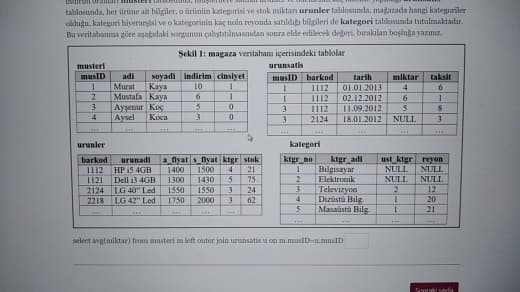 tablosunda, her ürüne ait bilgiler, o ürünün kategorisi ve stok miktarı urunler tablosunda, mağazada hangi kategoriler
olduğu, kategori hiyerarşisi ve o kategorinin kaç nolu reyonda satıldığı bilgileri de kategori tablosunda tutulmaktadır.
Bu veritabanına göre aşağıdaki sorgunun çalıştırılmasından sonra elde edilecek değeri, bırakılan boşluğa yazınız.
Şekil 1: magaza veritabanı içerisindeki tablolar
musteri
musID adi soyadi indirim cinsiyet
1 Murat Kaya 10 1
2 Mustafa Kaya 6 1
3 Ayşenur Koç 5 0
4 Aysel Koca 3 0
... ... ... ... ...
urunsatis
musID barkod tarih miktar taksit
1 1112 01.01.2013 4 6
1 1112 02.12.2012 6 1
3 1112 11.09.2012 5 8
3 2124 18.01.2012 NULL 3
... ... ... ... ...
urunler
barkod urunadi a_fiyat s_fiyat ktgr stok
1112 HP i5 4GB 1400 1500 4 21
1121 Dell i3 4GB 1300 1430 5 75
2124 LG 40" Led 1550 1550 3 24
2218 LG 42" Led 1750 2000 3 62
... ... ... ... ... ...
kategori
ktgr_no ktgr_adi ust_ktgr reyon
1 Bilgisayar NULL NULL
2 Elektronik NULL NULL
3 Televizyon 2 12
4 Dizüstü Bilg. 1 20
5 Masaüstü Bilg. 1 21
... ... ... ...
select avg(miktar) from musteri m left outer join urunsatis u on m.musID=u.musID
Sonraki sayfa